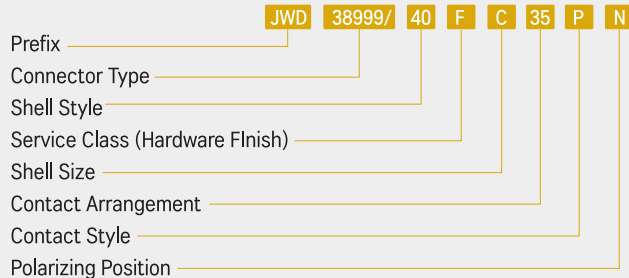 JWD 38999/ 40 F C 35 P N
Prefix
Connector Type
Shell Style
Service Class (Hardware FInish)
Shell Size
Contact Arrangement
Contact Style
Polarizing Position